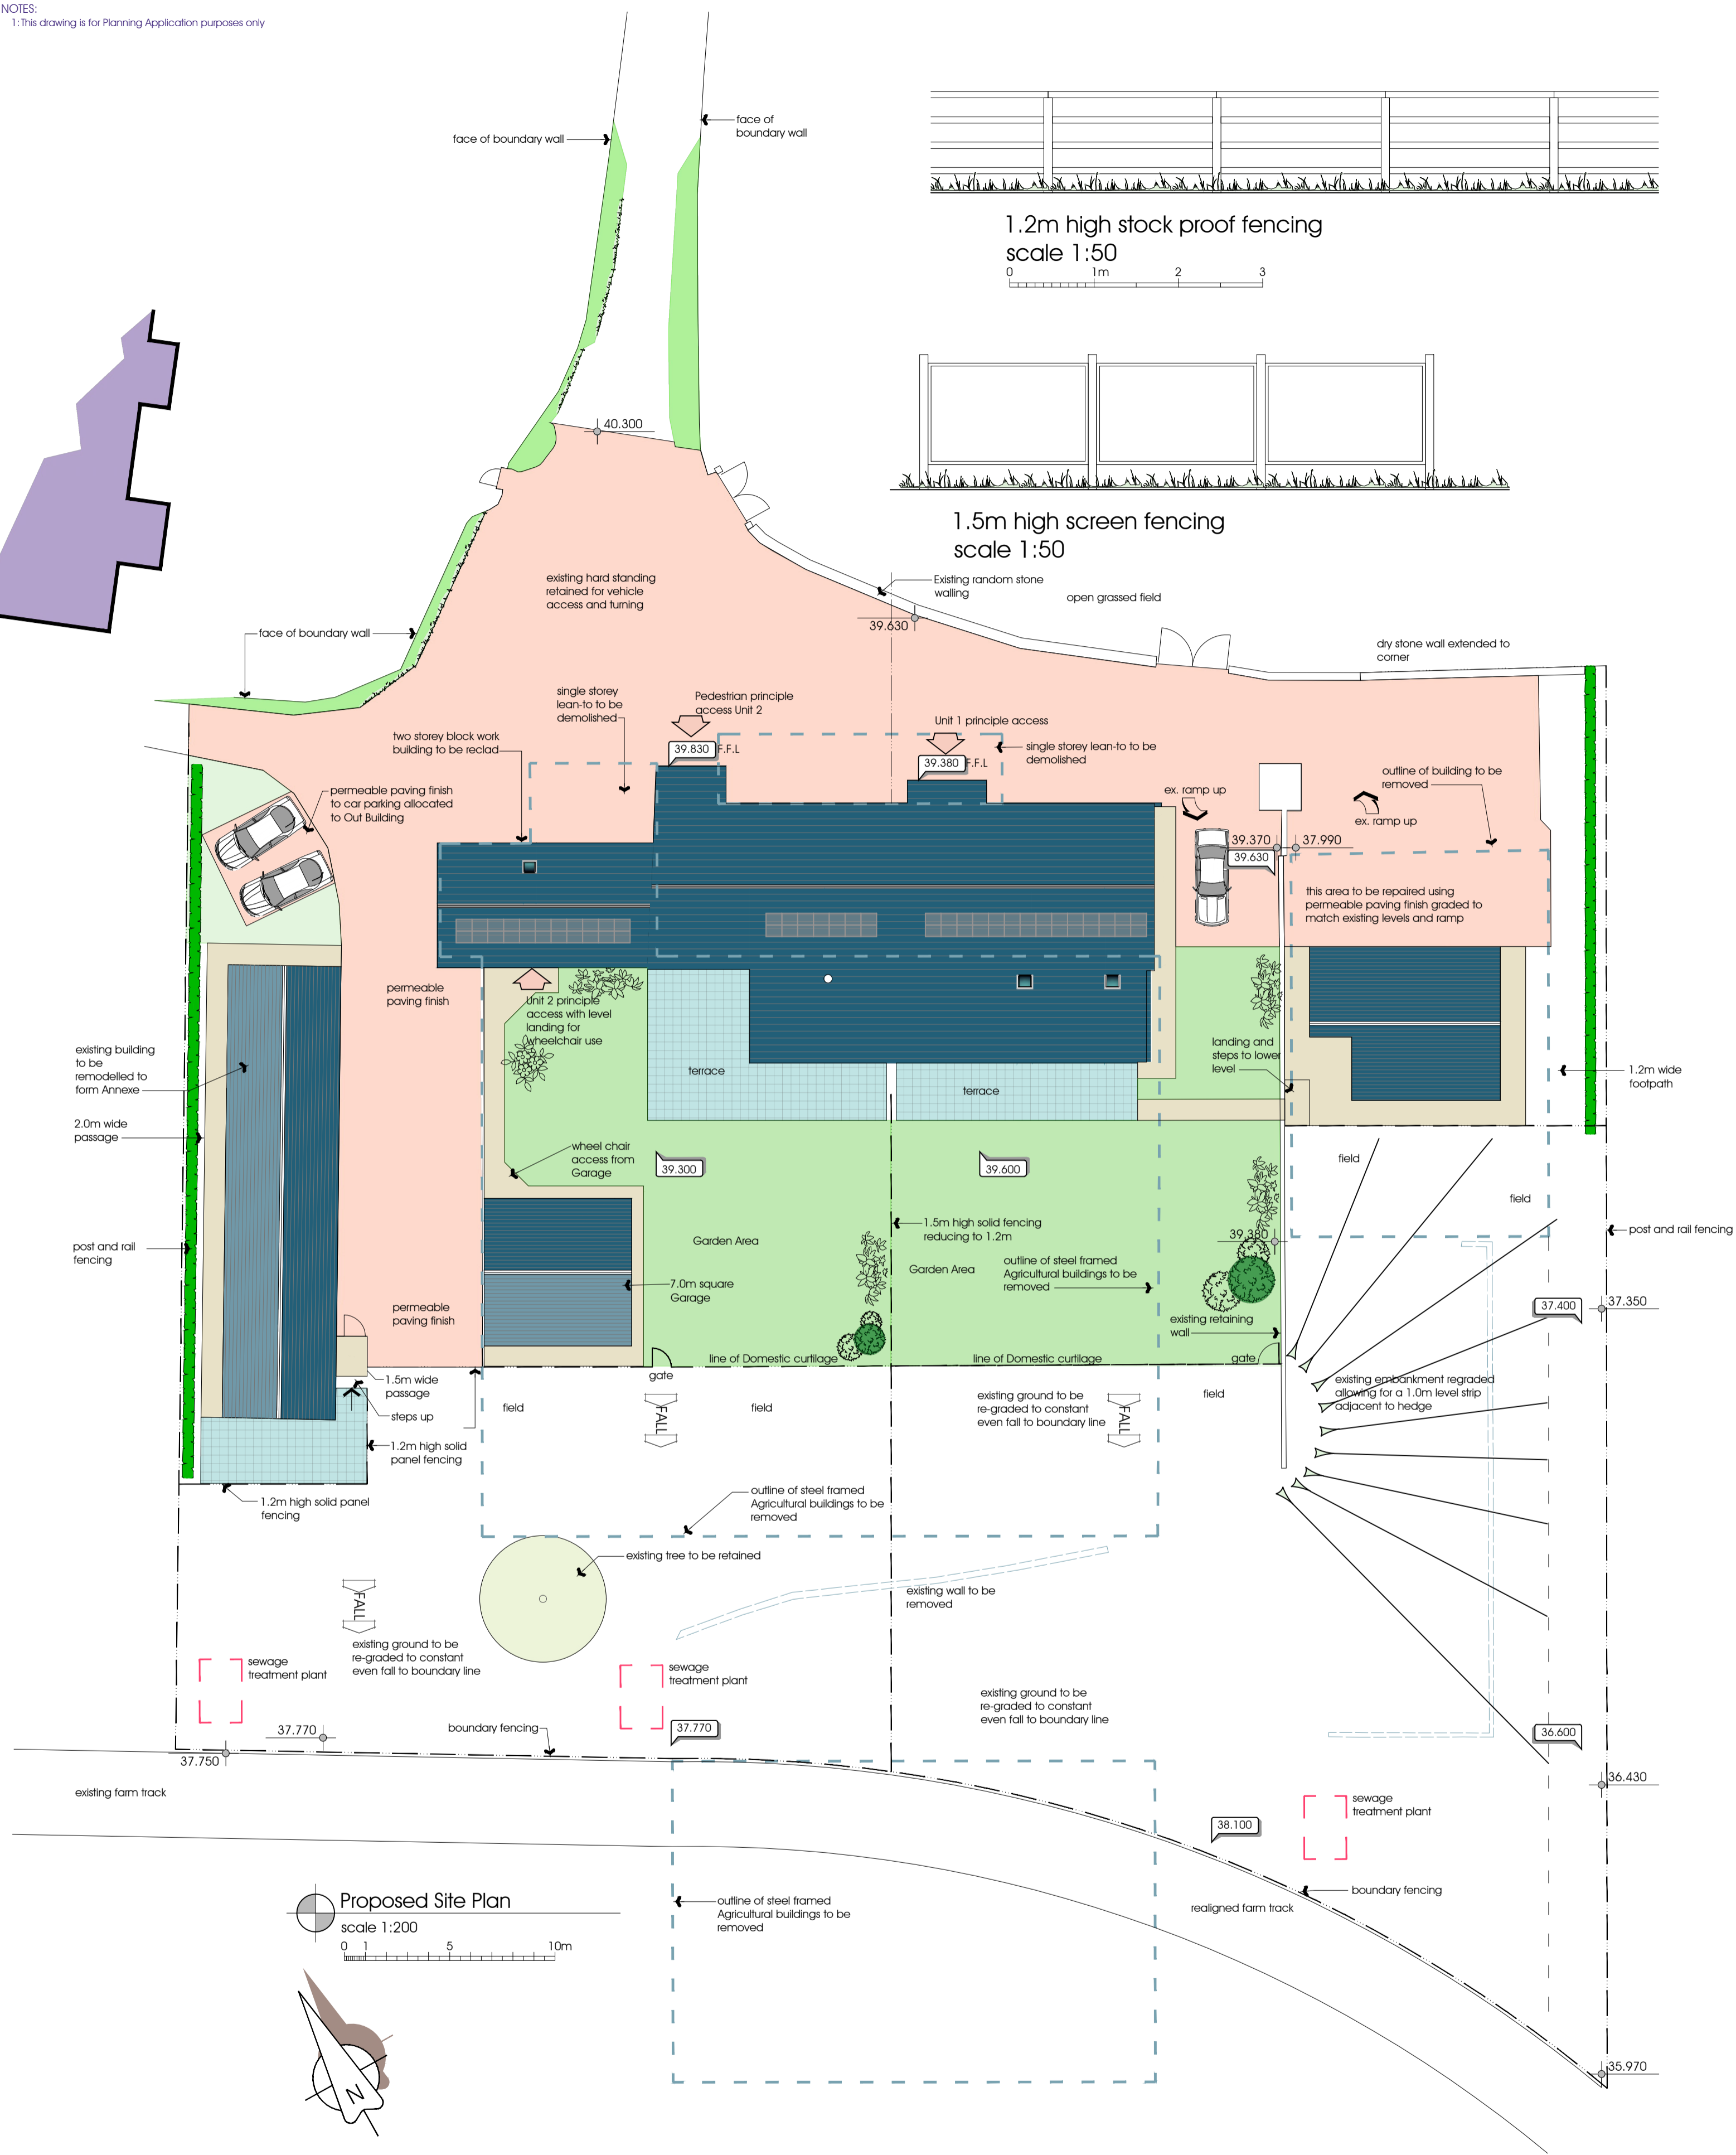 NOTES:
1: This drawing is for Planning Application purposes only
face of boundary wall
face of
boundary wall
1.2m high stock proof fencing
scale 1:50
0 1m 2 3
40.300
1.5m high screen fencing
scale 1:50
existing hard standing
retained for vehicle
access and turning
Existing random stone
walling
open grassed field
39.630
face of boundary wall
dry stone wall extended to
corner
single storey
lean-to to be
demolished
Pedestrian principle
access Unit 2
Unit 1 principle access
two storey block work
building to be reclad
39.830 F.F.L
39.380 F.F.L
single storey lean-to to be
demolished
outline of building to be
removed
permeable paving finish
to car parking allocated
to Out Building
ex. ramp up
ex. ramp up
39.370
37.990
39.630
this area to be repaired using
permeable paving finish graded to
match existing levels and ramp
permeable
paving finish
Unit 2 principle
access with level
landing for
wheelchair use
existing building
to be
remodelled to
form Annexe
landing and
steps to lower
level
1.2m wide
footpath
terrace
terrace
2.0m wide
passage
wheel chair
access from
Garage
39.300
39.600
field
field
post and rail
fencing
Garden Area
1.5m high solid fencing
reducing to 1.2m
39.380
post and rail fencing
Garden Area
outline of steel framed
Agricultural buildings to be
removed
7.0m square
Garage
permeable
paving finish
existing retaining
wall
37.400
37.350
line of Domestic curtilage
line of Domestic curtilage
gate
gate
1.5m wide
passage
steps up
field
FALL
field
existing ground to be
re-graded to constant
even fall to boundary line
FALL
field
existing embankment regraded
allowing for a 1.0m level strip
adjacent to hedge
1.2m high solid
panel fencing
1.2m high solid panel
fencing
outline of steel framed
Agricultural buildings to be
removed
existing tree to be retained
existing wall to be
removed
FALL
existing ground to be
re-graded to constant
even fall to boundary line
sewage
treatment plant
sewage
treatment plant
existing ground to be
re-graded to constant
even fall to boundary line
37.770
boundary fencing
37.770
36.600
37.750
36.430
existing farm track
sewage
treatment plant
38.100
boundary fencing
realigned farm track
Proposed Site Plan
scale 1:200
0 1 5 10m
outline of steel framed
Agricultural buildings to be
removed
35.970
N